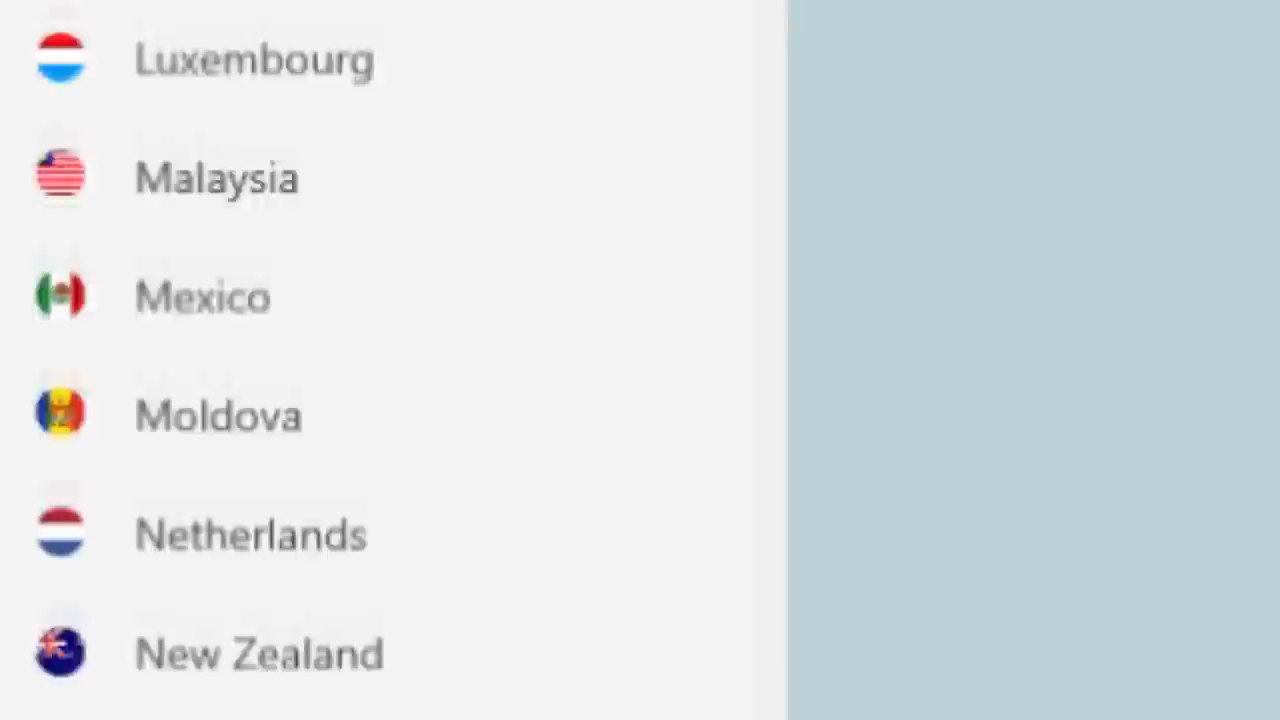 Luxembourg
Malaysia
Mexico
Moldova
Netherlands
New Zealand